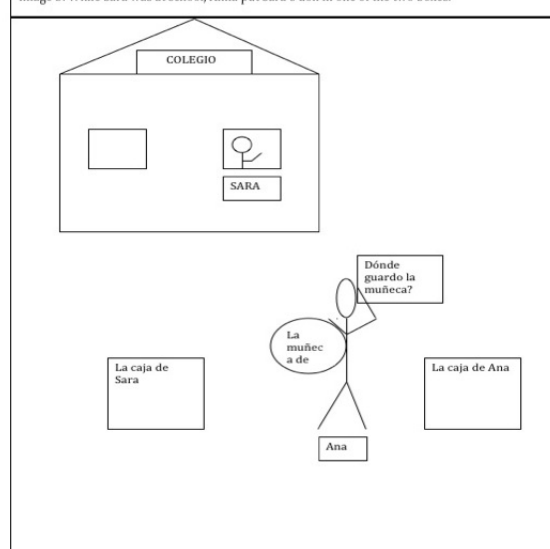 COLEGIO
SARA
Dónde
guardo la
muñeca?
La
muñec
a de
La caja de
Sara
La caja de Ana
Ana